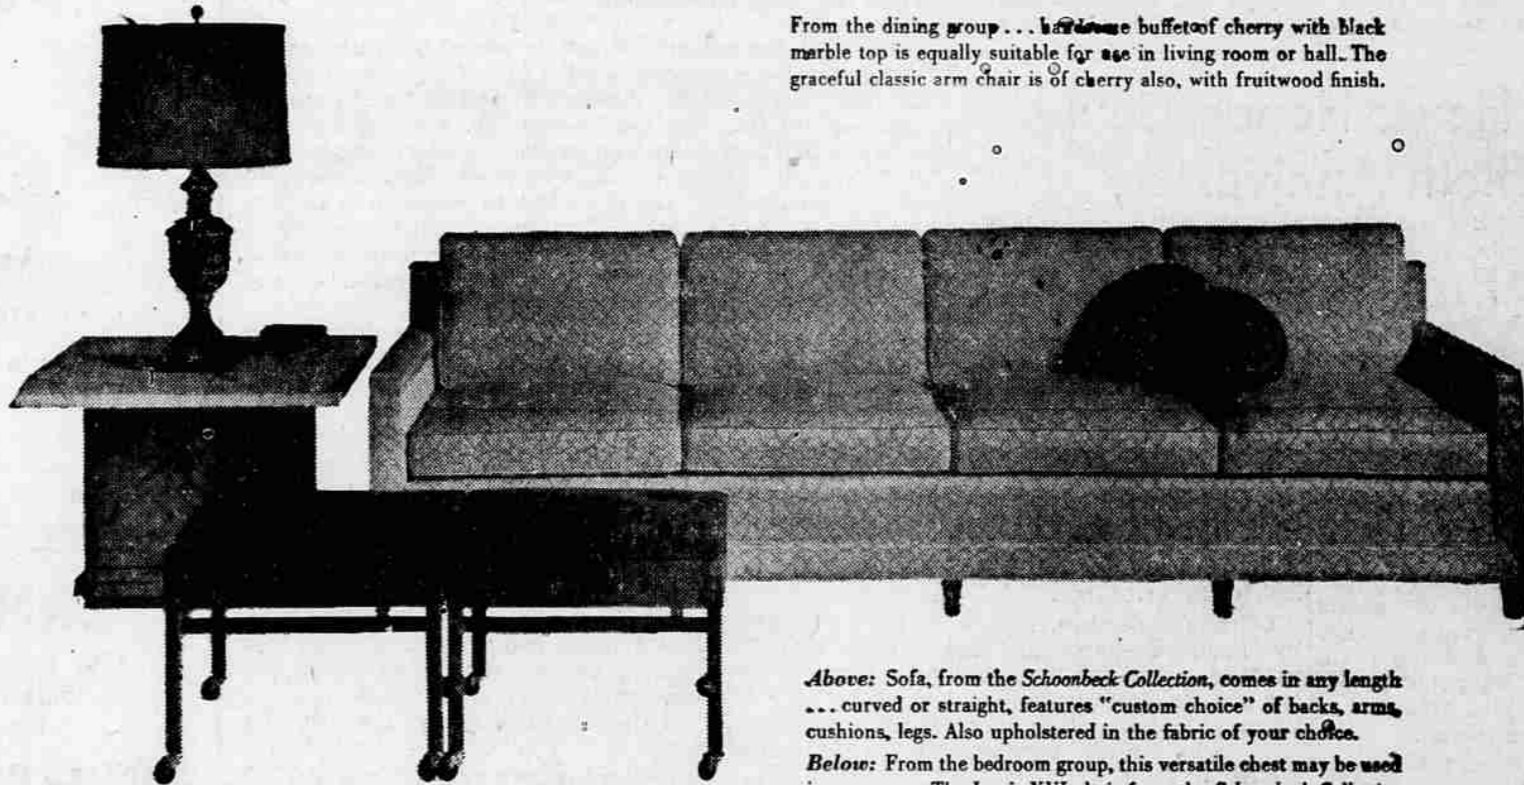 From the dining group ... handsome buffet of cherry with black
marble top is equally suitable for use in living room or hall. The
graceful classic arm chair is of cherry also, with fruitwood finish.
Above: Sofa, from the Schoonbeck Collection, comes in any length
... curved or straight, features "custom choice" of backs, arms,
cushions, legs. Also upholstered in the fabric of your choice.
Below: From the bedroom group, this versatile chest may be used